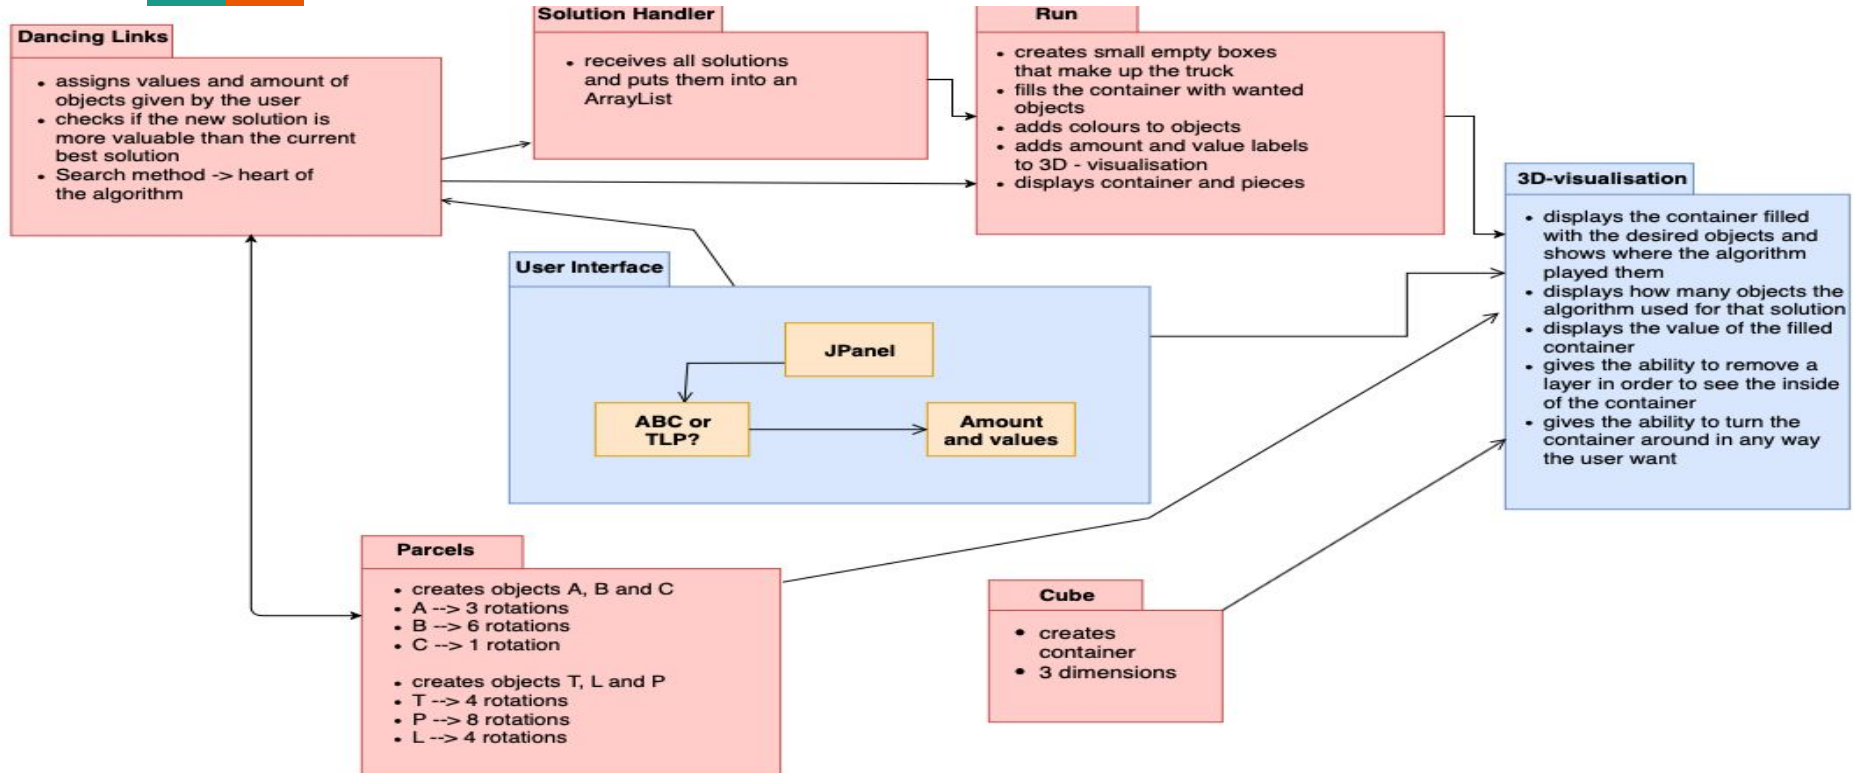 Dancing Links
• assigns values and amount of
objects given by the user
• checks if the new solution is
more valuable than the current
best solution
• Search method -> heart of
the algorithm
Solution Handler
• receives all solutions
and puts them into an
ArrayList
Run
• creates small empty boxes
that make up the truck
• fills the container with wanted
objects
• adds colours to objects
• adds amount and value labels
to 3D - visualisation
• displays container and pieces
3D-visualisation
• displays the container filled
with the desired objects and
shows where the algorithm
played them
• displays how many objects the
algorithm used for that solution
• displays the value of the filled
container
• gives the ability to remove a
layer in order to see the inside
of the container
• gives the ability to turn the
container around in any way
the user want
User Interface
JPanel
ABC or
TLP?
Amount
and values
Parcels
• creates objects A, B and C
• A --> 3 rotations
• B --> 6 rotations
• C --> 1 rotation
• creates objects T, L and P
• T --> 4 rotations
• P --> 8 rotations
• L --> 4 rotations
Cube
• creates
container
• 3 dimensions